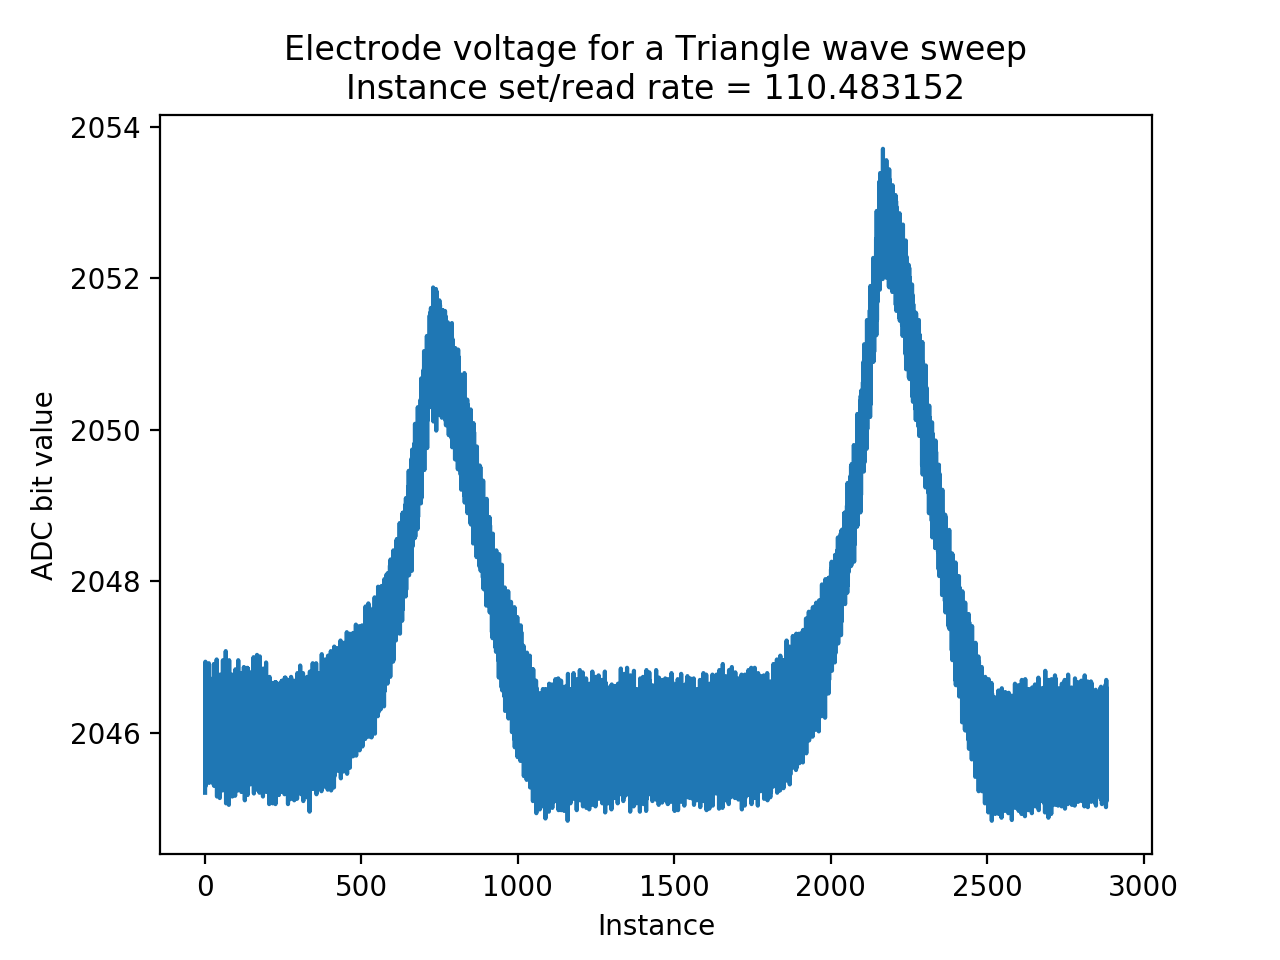 Electrode voltage for a Triangle wave sweep
Instance set/read rate = 110.483152
2054
2052
2050
2048
2046
ADC bit value
0 500 1000 1500 2000 2500 3000
Instance